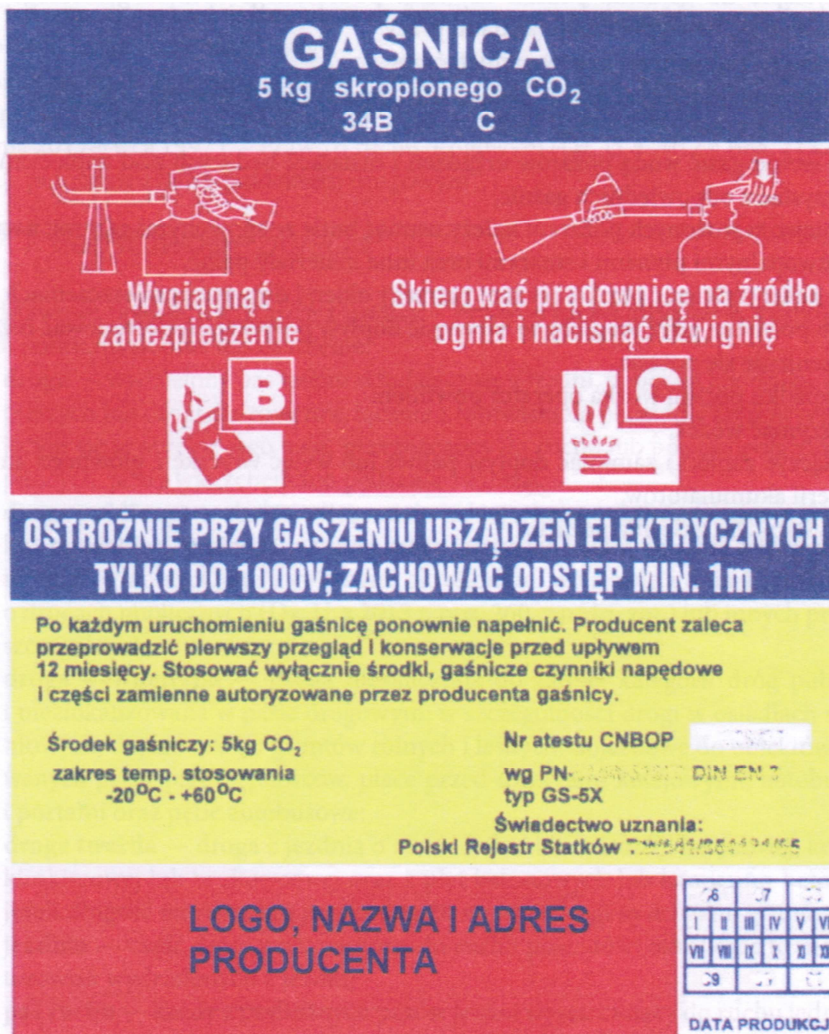 GAŚNICA
5 kg skroplonego CO₂
34B C
Wyciągnąć
zabezpieczenie
Skierować prądownicę na źródło
ognia i nacisnąć dźwignię
B
C
OSTROŻNIE PRZY GASZENIU URZĄDZEŃ ELEKTRYCZNYCH
TYLKO DO 1000V; ZACHOWAĆ ODSTĘP MIN. 1m
Po każdym uruchomieniu gaśnicę ponownie napełnić. Producent zaleca
przeprowadzić pierwszy przegląd i konserwacje przed upływem
12 miesięcy. Stosować wyłącznie środki, gaśnicze czynniki napędowe
i części zamienne autoryzowane przez producenta gaśnicy.
Środek gaśniczy: 5kg CO₂
zakres temp. stosowania
-20⁰C - +60⁰C
Nr atestu CNBOP
wg PN- DIN EN 3
typ GS-5X
Świadectwo uznania:
Polski Rejestr Statków
LOGO, NAZWA I ADRES
PRODUCENTA
I II III IV V VI
VII VIII IX X XI XII
DATA PRODUKCJI